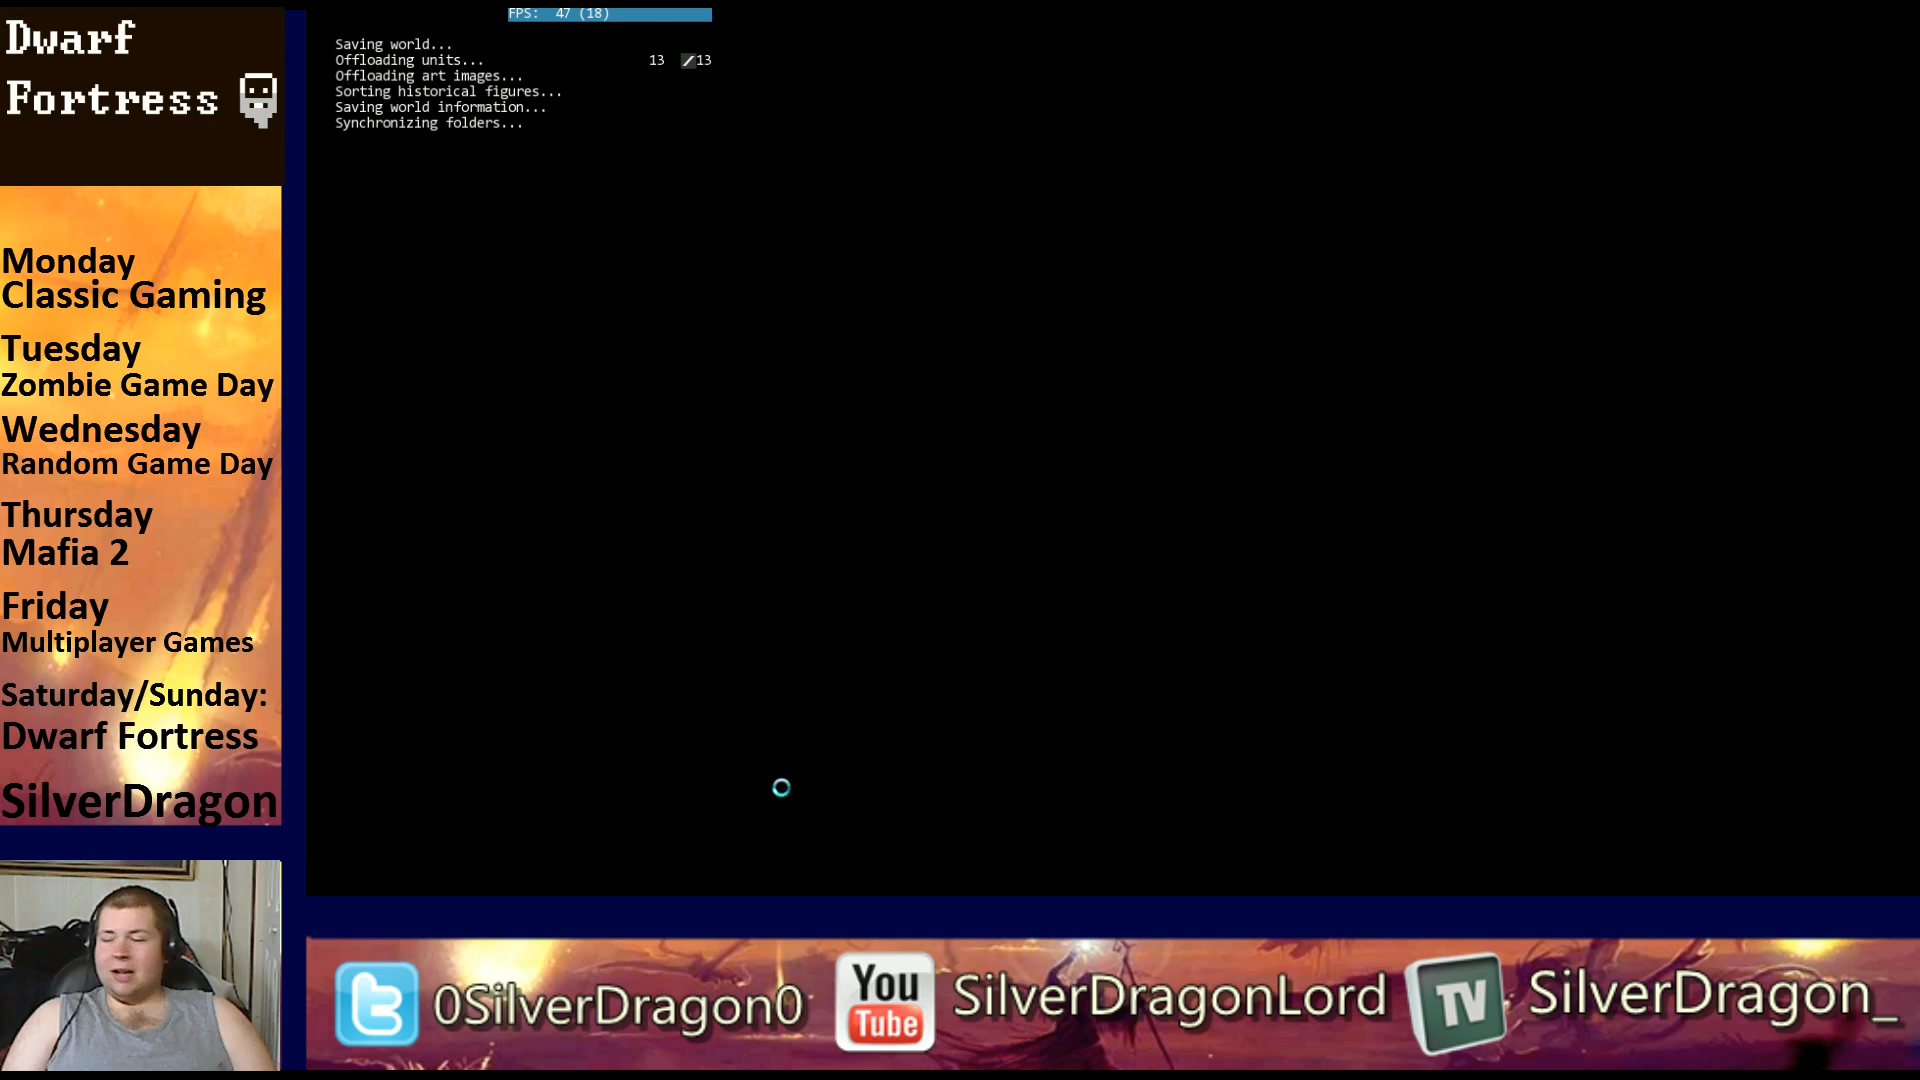 Dwarf
Fortress
Monday
Classic Gaming
Tuesday
Zombie Game Day
Wednesday
Random Game Day
Thursday
Mafia 2
Friday
Multiplayer Games
Saturday/Sunday:
Dwarf Fortress
SilverDragon
FPS: 47 (18)
Saving world...
Offloading units... 13 /13
Offloading art images...
Sorting historical figures...
Saving world information...
Synchronizing folders...
0SilverDragon0
You
Tube
SilverDragonLord
TV
SilverDragon_